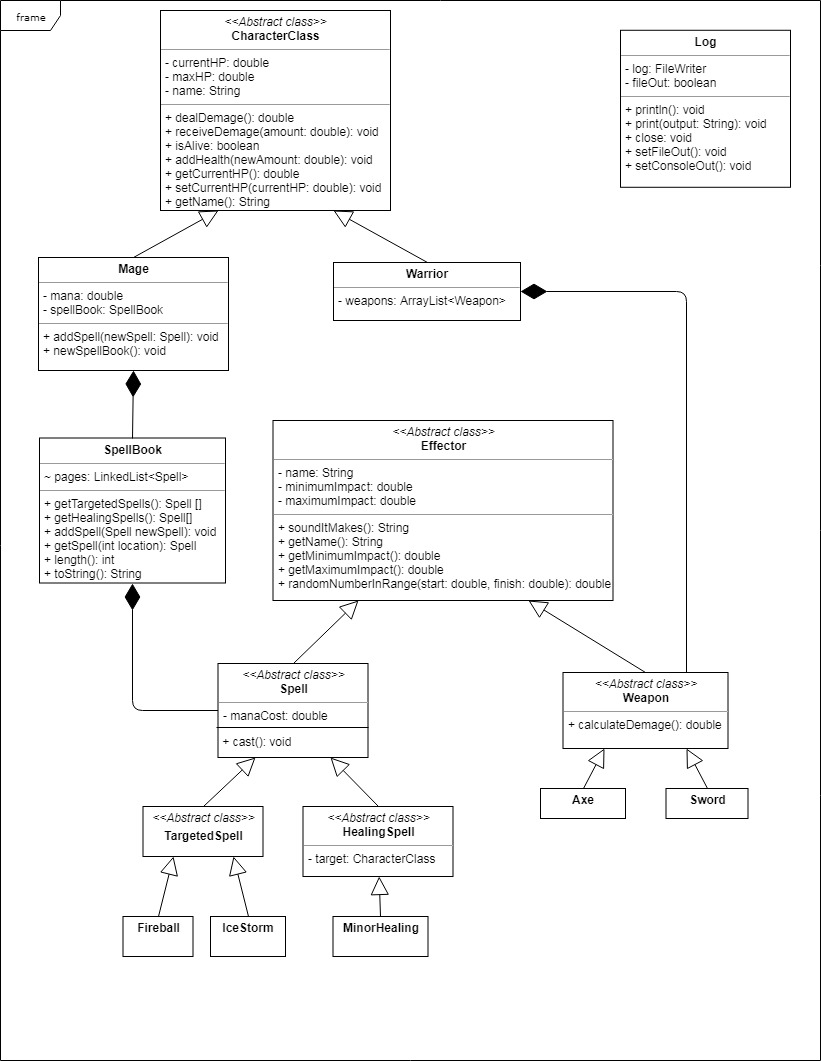 frame
<<Abstract class>>
CharacterClass
- currentHP: double
- maxHP: double
- name: String
+ dealDemage(): double
+ receiveDemage(amount: double): void
+ isAlive: boolean
+ addHealth(newAmount: double): void
+ getCurrentHP(): double
+ setCurrentHP(currentHP: double): void
+ getName(): String
Log
- log: FileWriter
- fileOut: boolean
+ println(): void
+ print(output: String): void
+ close: void
+ setFileOut(): void
+ setConsoleOut(): void
Mage
- mana: double
- spellBook: SpellBook
+ addSpell(newSpell: Spell): void
+ newSpellBook(): void
Warrior
- weapons: ArrayList<Weapon>
SpellBook
~ pages: LinkedList<Spell>
+ getTargetedSpells(): Spell []
+ getHealingSpells(): Spell[]
+ addSpell(Spell newSpell): void
+ getSpell(int location): Spell
+ length(): int
+ toString(): String
<<Abstract class>>
Effector
- name: String
- minimumImpact: double
- maximumImpact: double
+ soundItMakes(): String
+ getName(): String
+ getMinimumImpact(): double
+ getMaximumImpact(): double
+ randomNumberInRange(start: double, finish: double): double
<<Abstract class>>
Spell
- manaCost: double
+ cast(): void
<<Abstract class>>
Weapon
+ calculateDemage(): double
<<Abstract class>>
TargetedSpell
<<Abstract class>>
HealingSpell
- target: CharacterClass
Axe
Sword
Fireball
IceStorm
MinorHealing